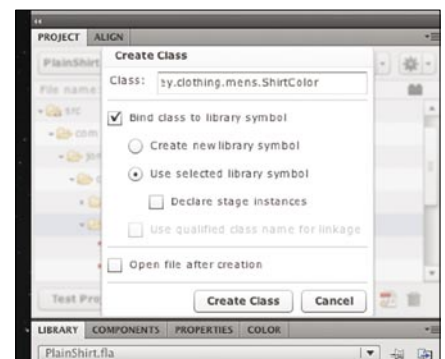 PROJECT ALIGN
Create Class
PlainShirt
Class: ey.clothing.mens.ShirtColor
File name
Bind class to library symbol
src
Create new library symbol
com
Use selected library symbol
Declare stage instances
Use qualified class name for linkage
Open file after creation
Test Pro
Create Class Cancel
LIBRARY COMPONENTS PROPERTIES COLOR
PlainShirt.fla